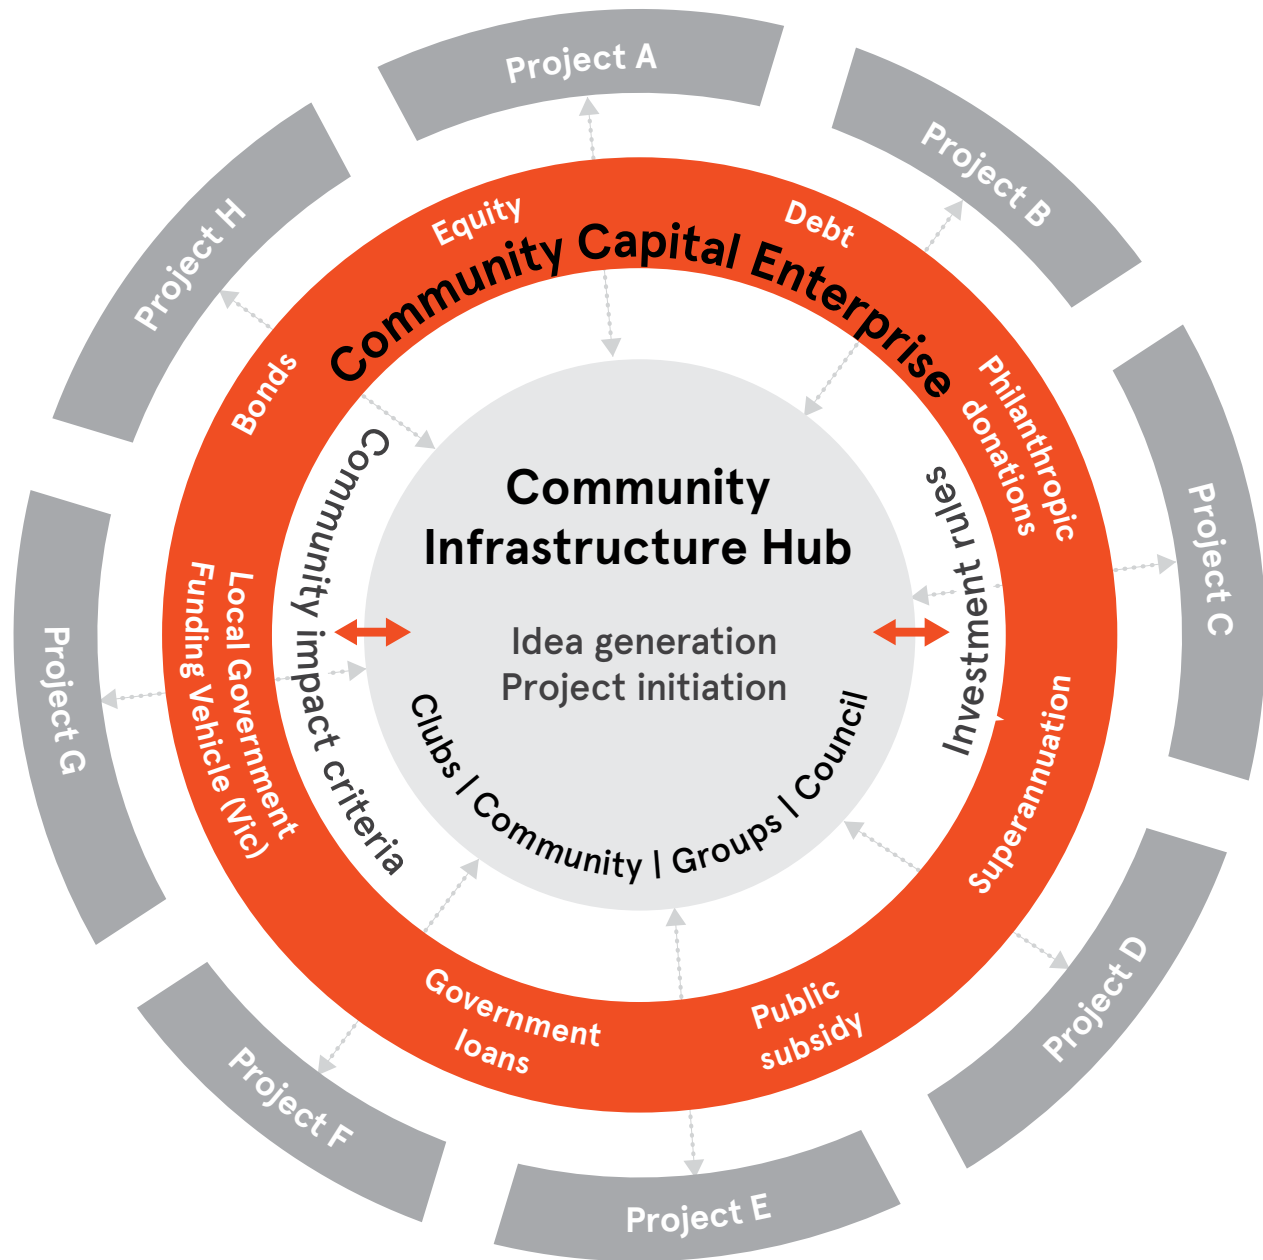 Project A
Project B
Project C
Project D
Project E
Project F
Project G
Project H
Community Capital Enterprise
Equity
Debt
Philanthropic
donations
Superannuation
Public
subsidy
Government
loans
Local Government
Funding Vehicle (Vic)
Bonds
Community impact criteria
Investment rules
Community
Infrastructure Hub
Idea generation
Project initiation
Clubs | Community | Groups | Council